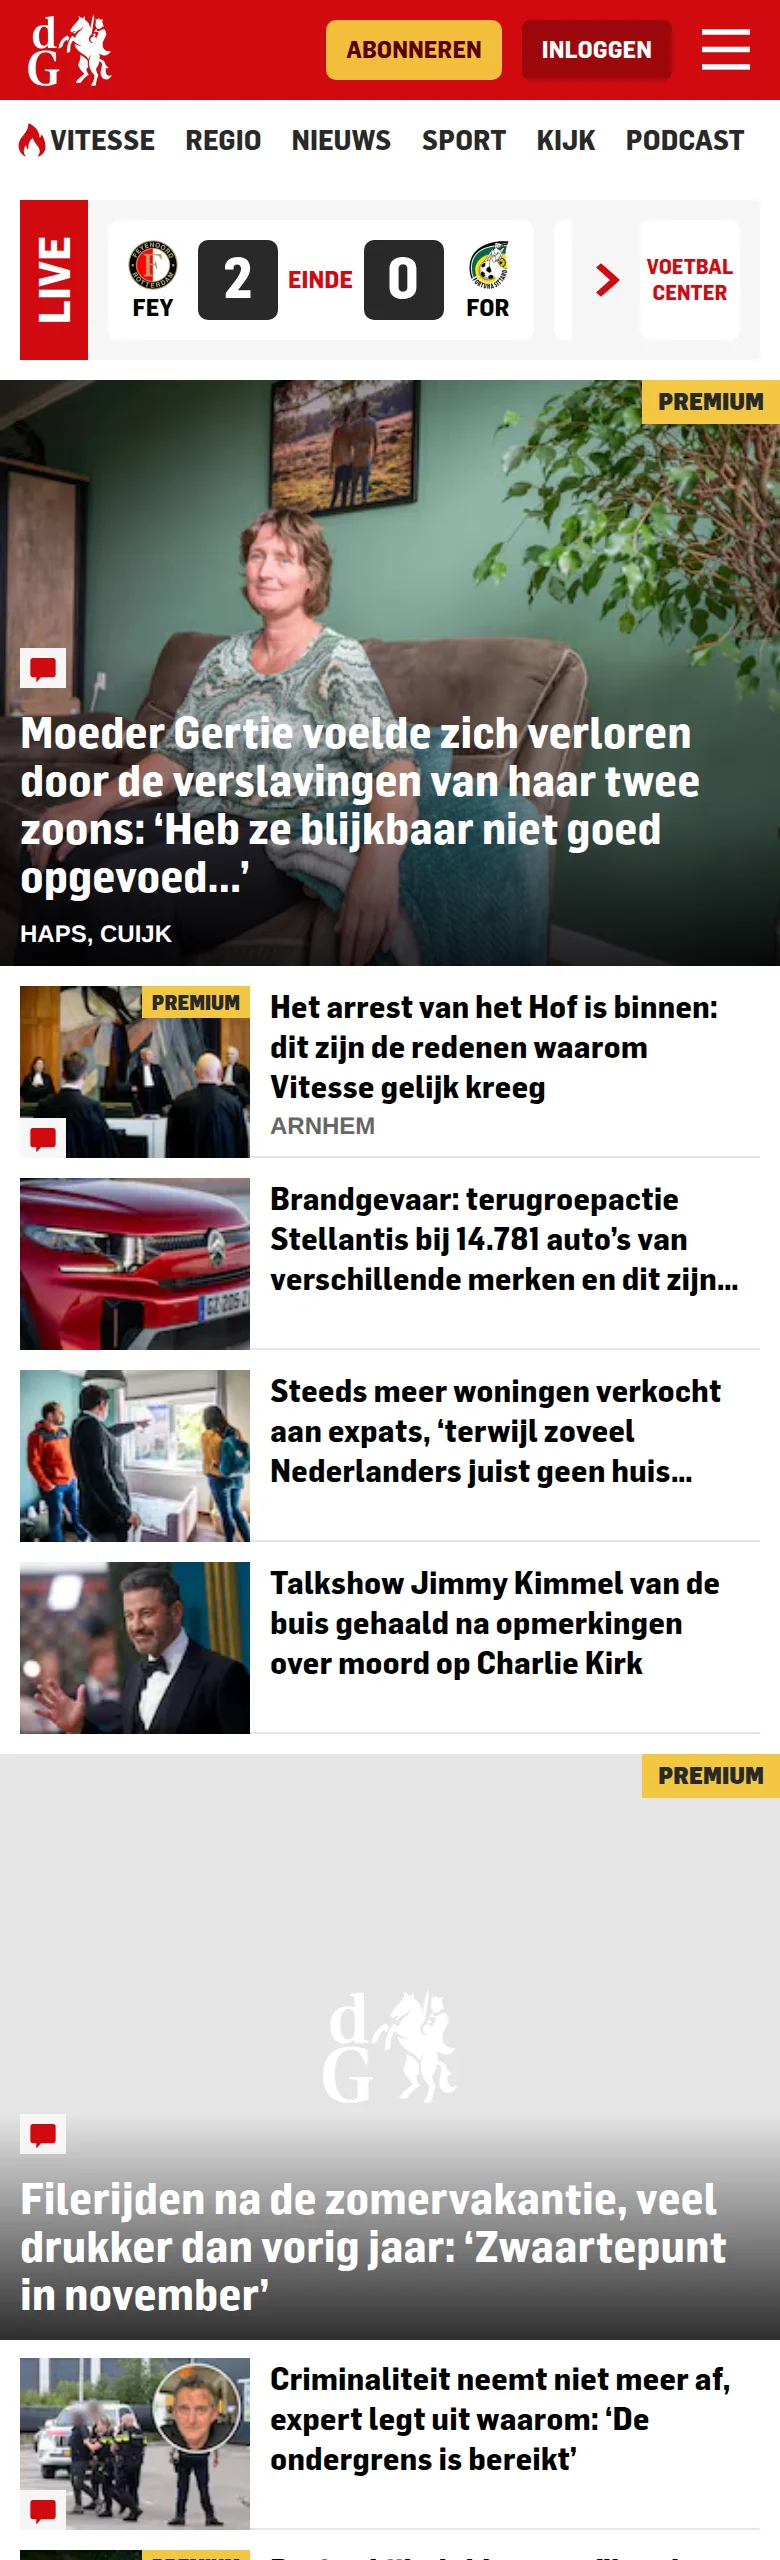 dG
ABONNEREN
INLOGGEN
VITESSE
REGIO
NIEUWS
SPORT
KIJK
PODCAST
LIVE
FEY
2
EINDE
0
FOR
VOETBAL
CENTER
PREMIUM
Moeder Gertie voelde zich verloren
door de verslavingen van haar twee
zoons: ‘Heb ze blijkbaar niet goed
opgevoed...’
HAPS, CUIJK
PREMIUM
Het arrest van het Hof is binnen:
dit zijn de redenen waarom
Vitesse gelijk kreeg
ARNHEM
Brandgevaar: terugroepactie
Stellantis bij 14.781 auto’s van
verschillende merken en dit zijn...
Steeds meer woningen verkocht
aan expats, ‘terwijl zoveel
Nederlanders juist geen huis...
Talkshow Jimmy Kimmel van de
buis gehaald na opmerkingen
over moord op Charlie Kirk
PREMIUM
dG
Filerijden na de zomervakantie, veel
drukker dan vorig jaar: ‘Zwaartepunt
in november’
Criminaliteit neemt niet meer af,
expert legt uit waarom: ‘De
ondergrens is bereikt’